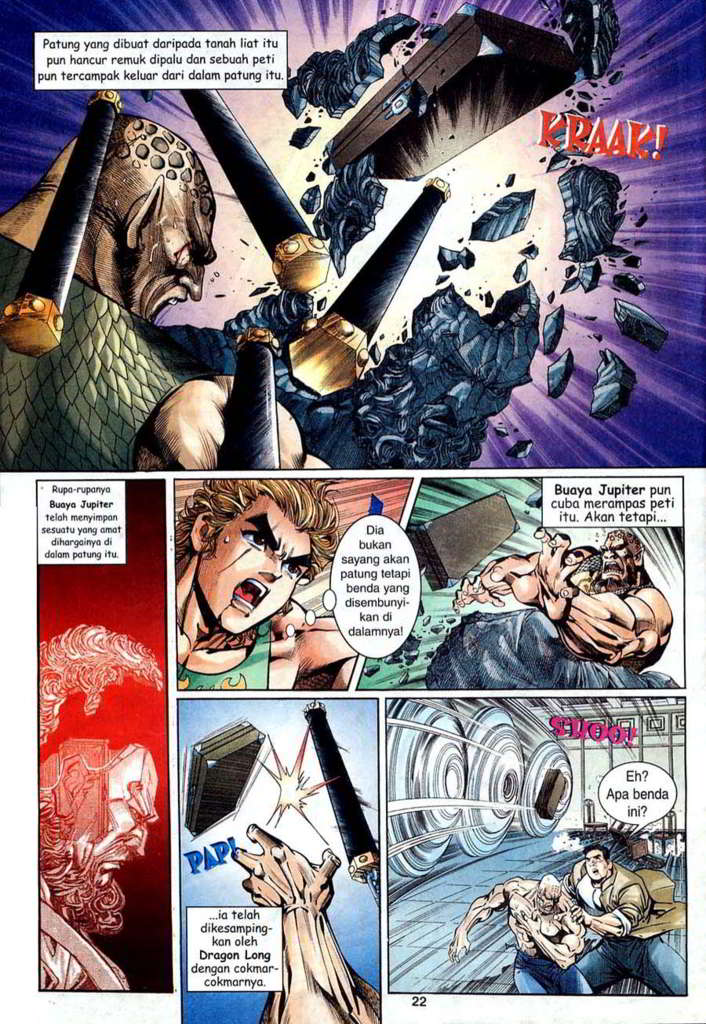 Patung yang dibuat daripada tanah liat itu
pun hancur remuk dipalu dan sebuah peti
pun tercampak keluar dari dalam patung itu.
KRAAK!
Rupa-rupanya
Buaya Jupiter
telah menyimpan
sesuatu yang amat
dihargainya di
dalam patung itu.
Dia
bukan
sayang akan
patung tetapi
benda yang
disembunyi-
kan di
dalamnya!
Buaya Jupiter pun
cuba merampas peti
itu. Akan tetapi...
PAP!
...ia telah
dikesamping-
kan oleh
Dragon Long
dengan cokmar-
cokmarnya.
SUOO!
Eh?
Apa benda
ini?
22